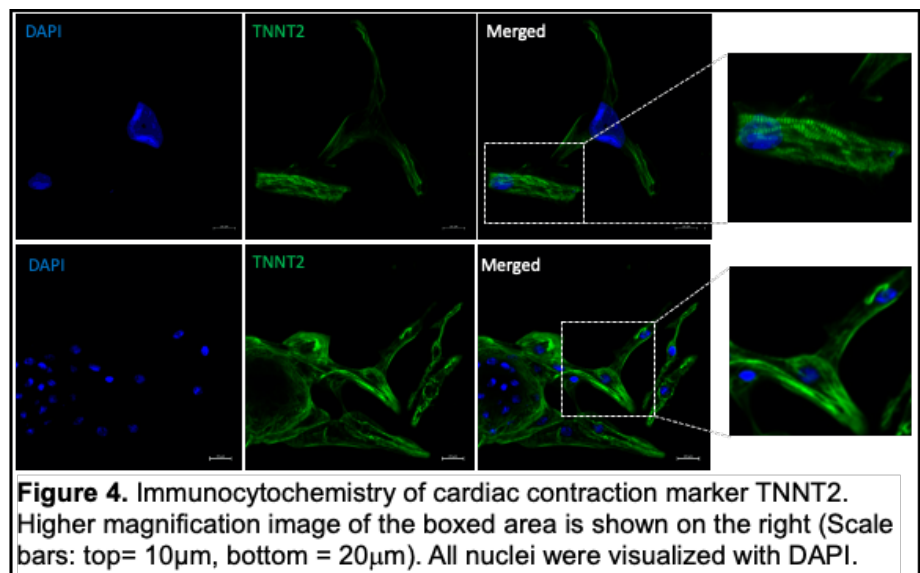 DAPI
TNNT2
Merged
DAPI
TNNT2
Merged
Figure 4. Immunocytochemistry of cardiac contraction marker TNNT2.
Higher magnification image of the boxed area is shown on the right (Scale
bars: top= 10µm, bottom = 20µm). All nuclei were visualized with DAPI.